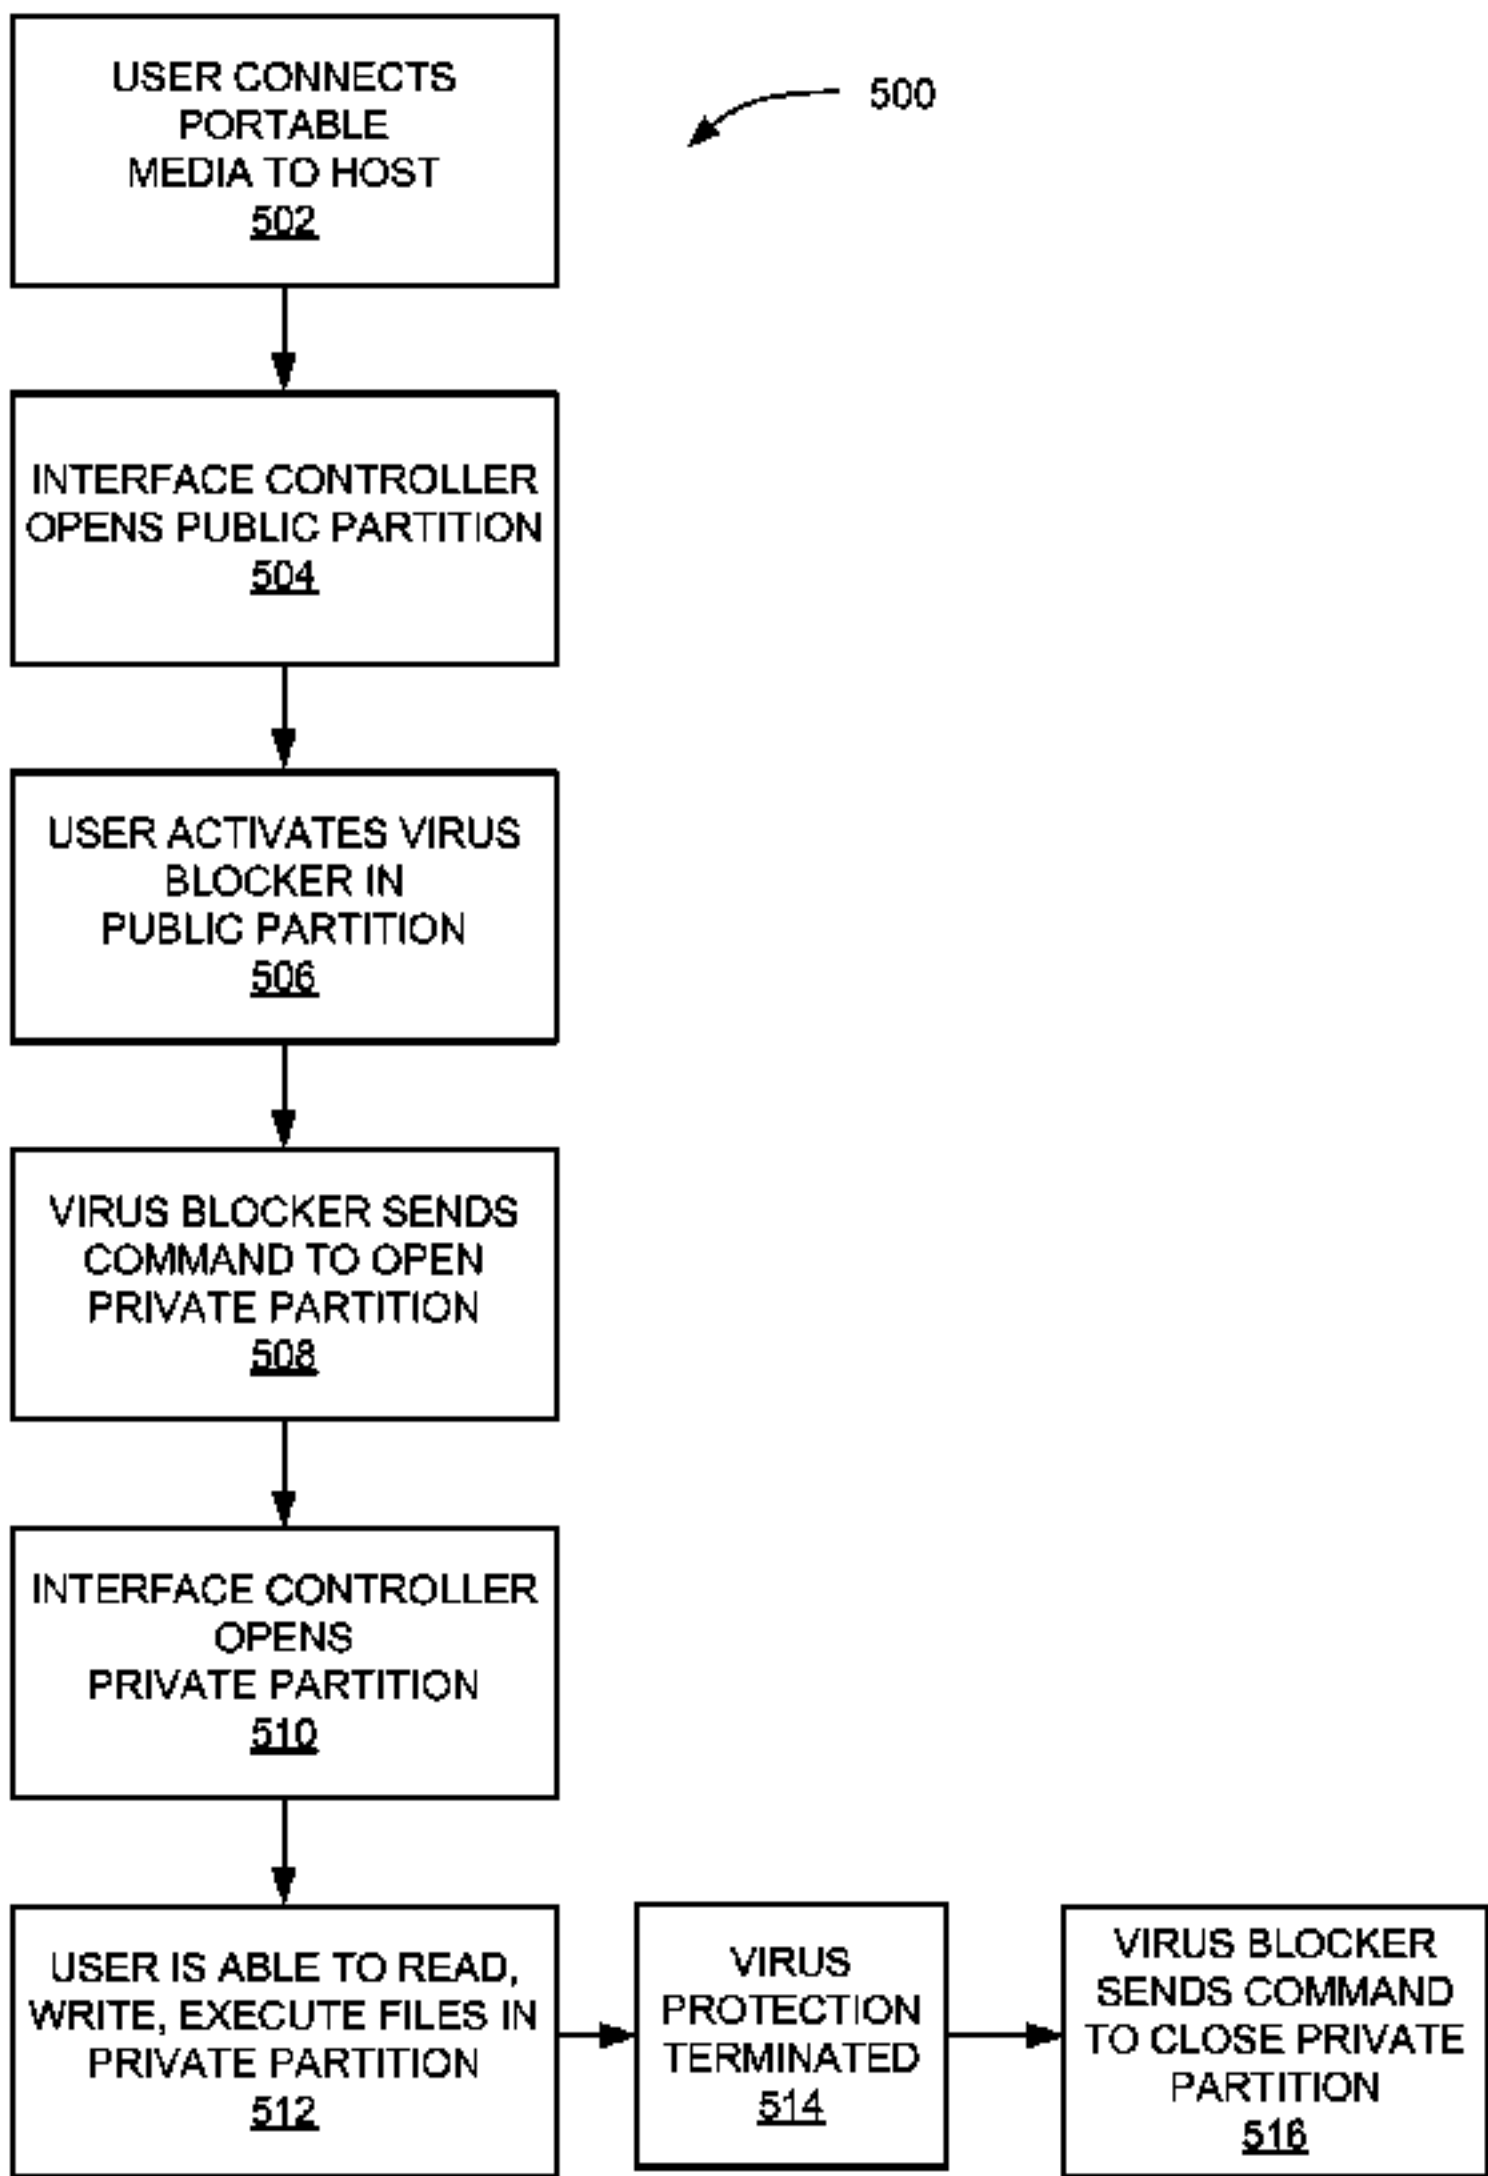 USER CONNECTS
PORTABLE
MEDIA TO HOST
502
500
INTERFACE CONTROLLER
OPENS PUBLIC PARTITION
504
USER ACTIVATES VIRUS
BLOCKER IN
PUBLIC PARTITION
506
VIRUS BLOCKER SENDS
COMMAND TO OPEN
PRIVATE PARTITION
508
INTERFACE CONTROLLER
OPENS
PRIVATE PARTITION
510
USER IS ABLE TO READ,
WRITE, EXECUTE FILES IN
PRIVATE PARTITION
512
VIRUS
PROTECTION
TERMINATED
514
VIRUS BLOCKER
SENDS COMMAND
TO CLOSE PRIVATE
PARTITION
516